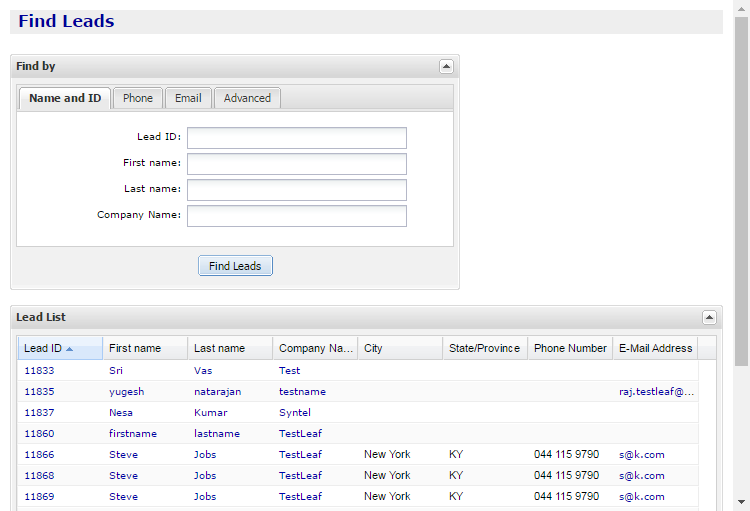 Find Leads
Find by
Name and ID Phone Email Advanced
Lead ID:
First name:
Last name:
Company Name:
Find Leads
Lead List
Lead ID First name Last name Company Na... City State/Province Phone Number E-Mail Address
11833 Sri Vas Test
11835 yugesh natarajan testname raj.testleaf@...
11837 Nesa Kumar Syntel
11860 firstname lastname TestLeaf
11866 Steve Jobs TestLeaf New York KY 044 115 9790 s@k.com
11868 Steve Jobs TestLeaf New York KY 044 115 9790 s@k.com
11869 Steve Jobs TestLeaf New York KY 044 115 9790 s@k.com